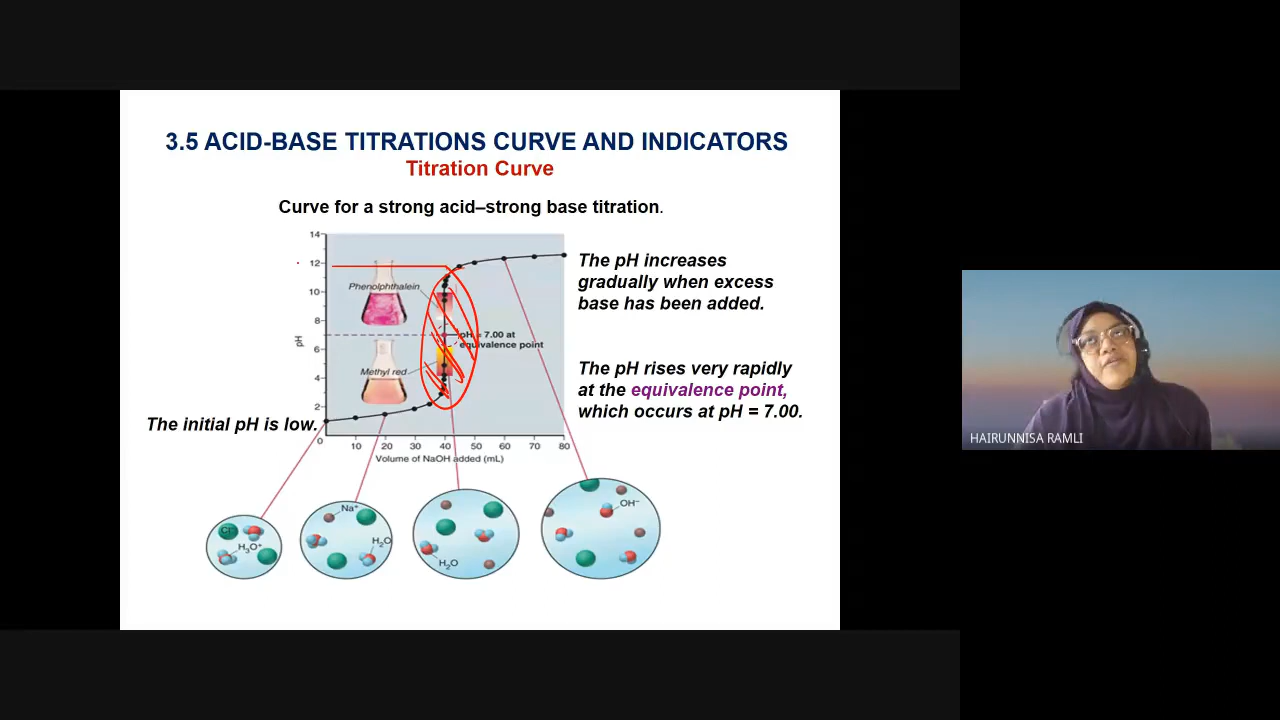 3.5 ACID-BASE TITRATIONS CURVE AND INDICATORS
Titration Curve
Curve for a strong acid–strong base titration.
14
12
10
8
6
4
2
0
pH
Phenolphthalein
pH = 7.00 at
equivalence point
Methyl red
10 20 30 40 50 60 70 80
Volume of NaOH added (mL)
The initial pH is low.
The pH increases
gradually when excess
base has been added.
The pH rises very rapidly
at the equivalence point,
which occurs at pH = 7.00.
Cl⁻
H₃O⁺
Na⁺
H₂O
H₂O
OH⁻
HAIRUNNISA RAMLI